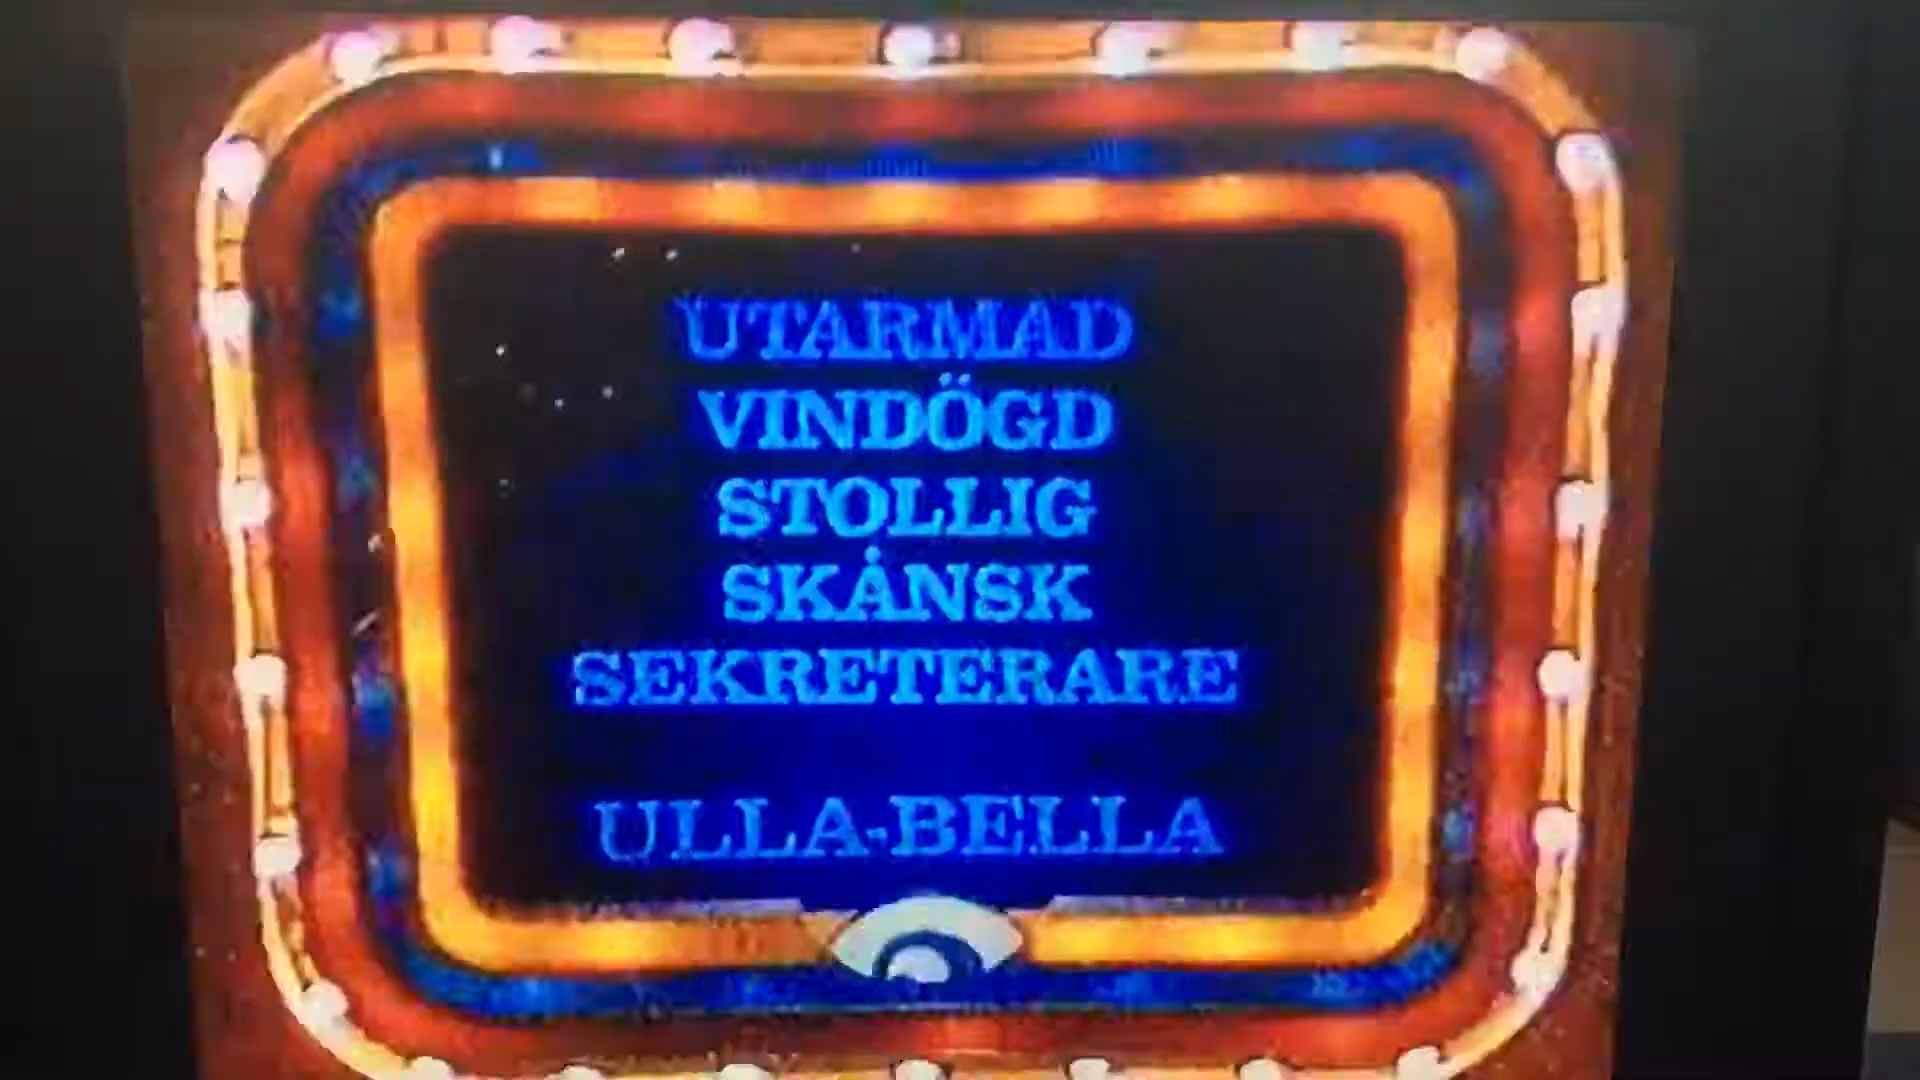 UTARMAD
VINDÖGD
STOLLIG
SKÅNSK
SEKRETERARE
ULLA-BELLA